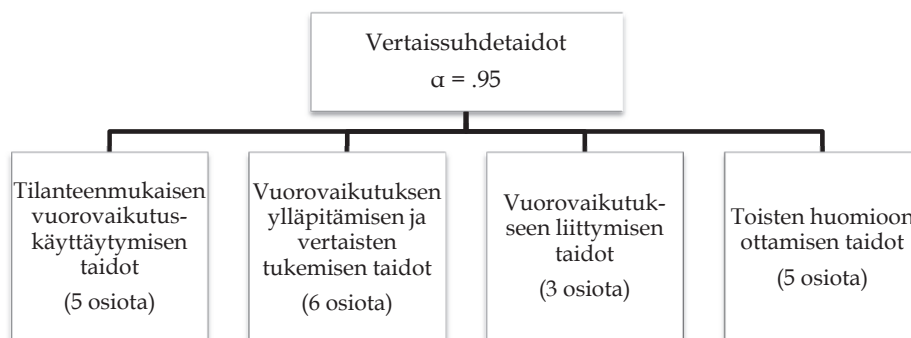 Vertaissuhdetaidot
α = .95
Tilanteenmukaisen
vuorovaikutus-
käyttäytymisen
taidot
(5 osiota)
Vuorovaikutuksen
ylläpitämisen ja
vertaisten
tukemisen taidot
(6 osiota)
Vuorovaikutuk-
seen liittymisen
taidot
(3 osiota)
Toisten huomioon
ottamisen taidot
(5 osiota)